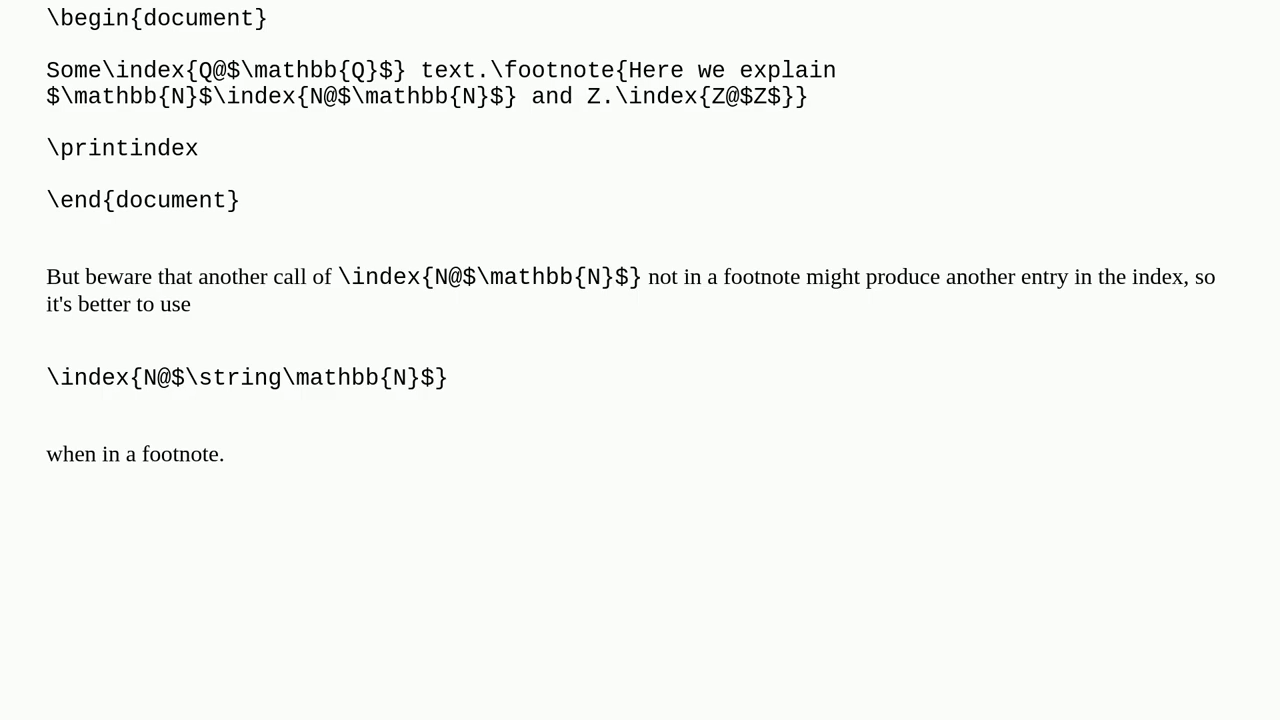 \begin{document}
Some\index{Q@$\mathbb{Q}$} text.\footnote{Here we explain
$\mathbb{N}$\index{N@$\mathbb{N}$} and Z.\index{Z@$Z$}}
\printindex
\end{document}
But beware that another call of \index{N@$\mathbb{N}$} not in a footnote might produce another entry in the index, so
it's better to use
\index{N@$\string\mathbb{N}$}
when in a footnote.